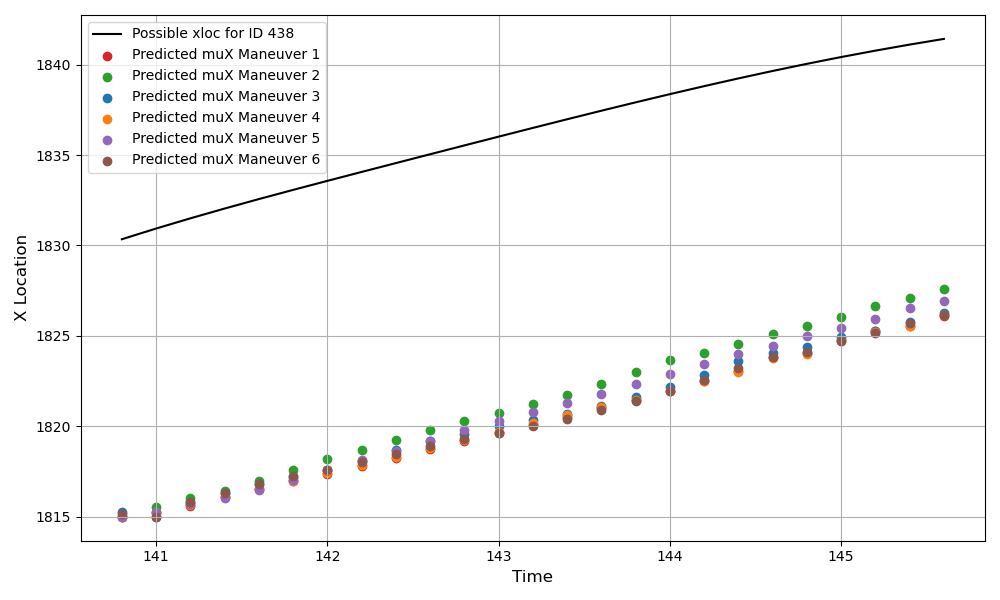 Possible xloc for ID 438
Predicted muX Maneuver 1
Predicted muX Maneuver 2
Predicted muX Maneuver 3
Predicted muX Maneuver 4
Predicted muX Maneuver 5
Predicted muX Maneuver 6
1840
1835
1830
1825
1820
1815
X Location
141 142 143 144 145
Time